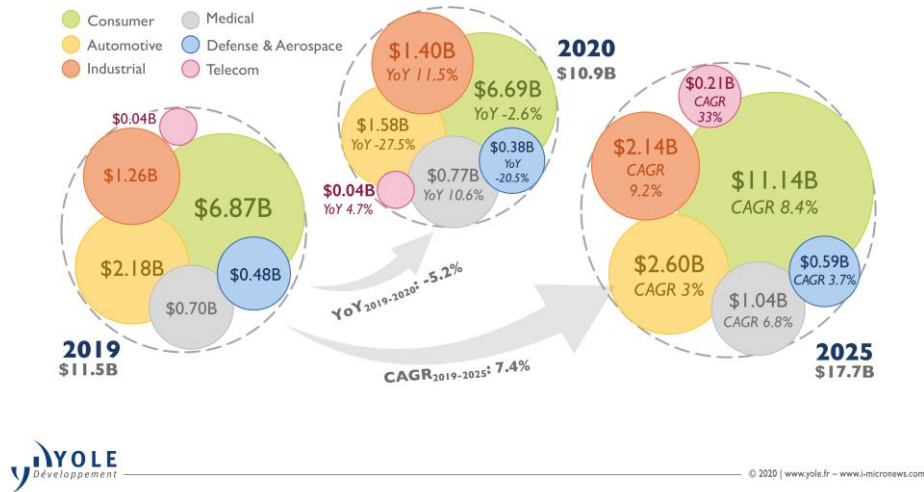 Consumer
Medical
Automotive
Defense & Aerospace
Industrial
Telecom
$0.04B
$1.26B
$6.87B
$2.18B
$0.48B
$0.70B
2019
$11.5B
2020
$10.9B
$1.40B
YoY 11.5%
$6.69B
YoY -2.6%
$1.58B
YoY -27.5%
$0.38B
YoY
-20.5%
$0.77B
YoY 10.6%
$0.04B
YoY 4.7%
YoY2019-2020: -5.2%
CAGR2019-2025: 7.4%
$0.21B
CAGR
33%
$2.14B
CAGR
9.2%
$11.14B
CAGR 8.4%
$2.60B
CAGR 3%
$0.59B
CAGR 3.7%
$1.04B
CAGR 6.8%
2025
$17.7B
YOLE
Développement
© 2020 | www.yole.fr – www.i-micronews.com